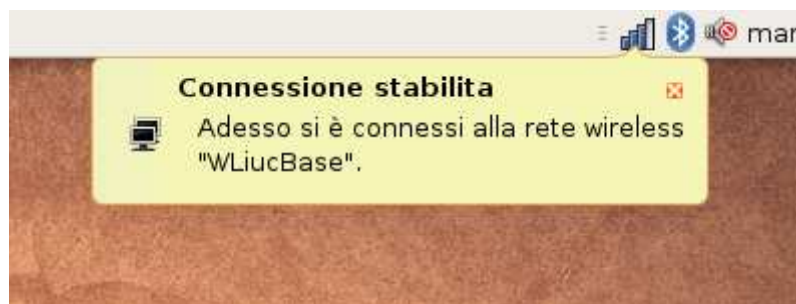 mar
Connessione stabilita
Adesso si è connessi alla rete wireless
"WLiucBase".